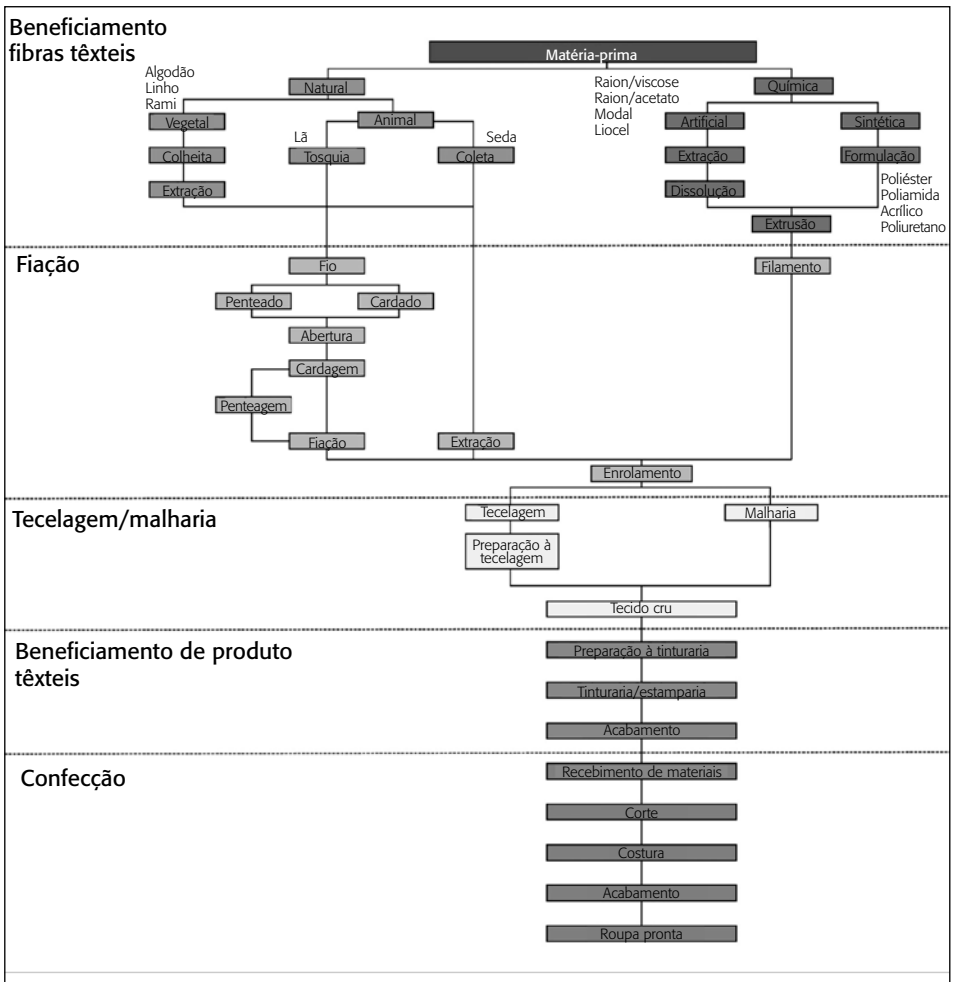 Beneficiamento
fibras têxteis
Matéria-prima
Algodão
Linho
Rami
Natural
Raion/viscose
Raion/acetato
Modal
Liocel
Química
Vegetal
Animal
Artificial
Sintética
Lã
Seda
Colheita
Tosquia
Coleta
Extração
Formulação
Extração
Dissolução
Poliéster
Poliamida
Acrílico
Poliuretano
Extrusão
Fiação
Fio
Filamento
Penteado
Cardado
Abertura
Cardagem
Penteagem
Fiação
Extração
Enrolamento
Tecelagem/malharia
Tecelagem
Malharia
Preparação à
tecelagem
Tecido cru
Beneficiamento de produto
têxteis
Preparação à tinturaria
Tinturaria/estamparia
Acabamento
Confecção
Recebimento de materiais
Corte
Costura
Acabamento
Roupa pronta